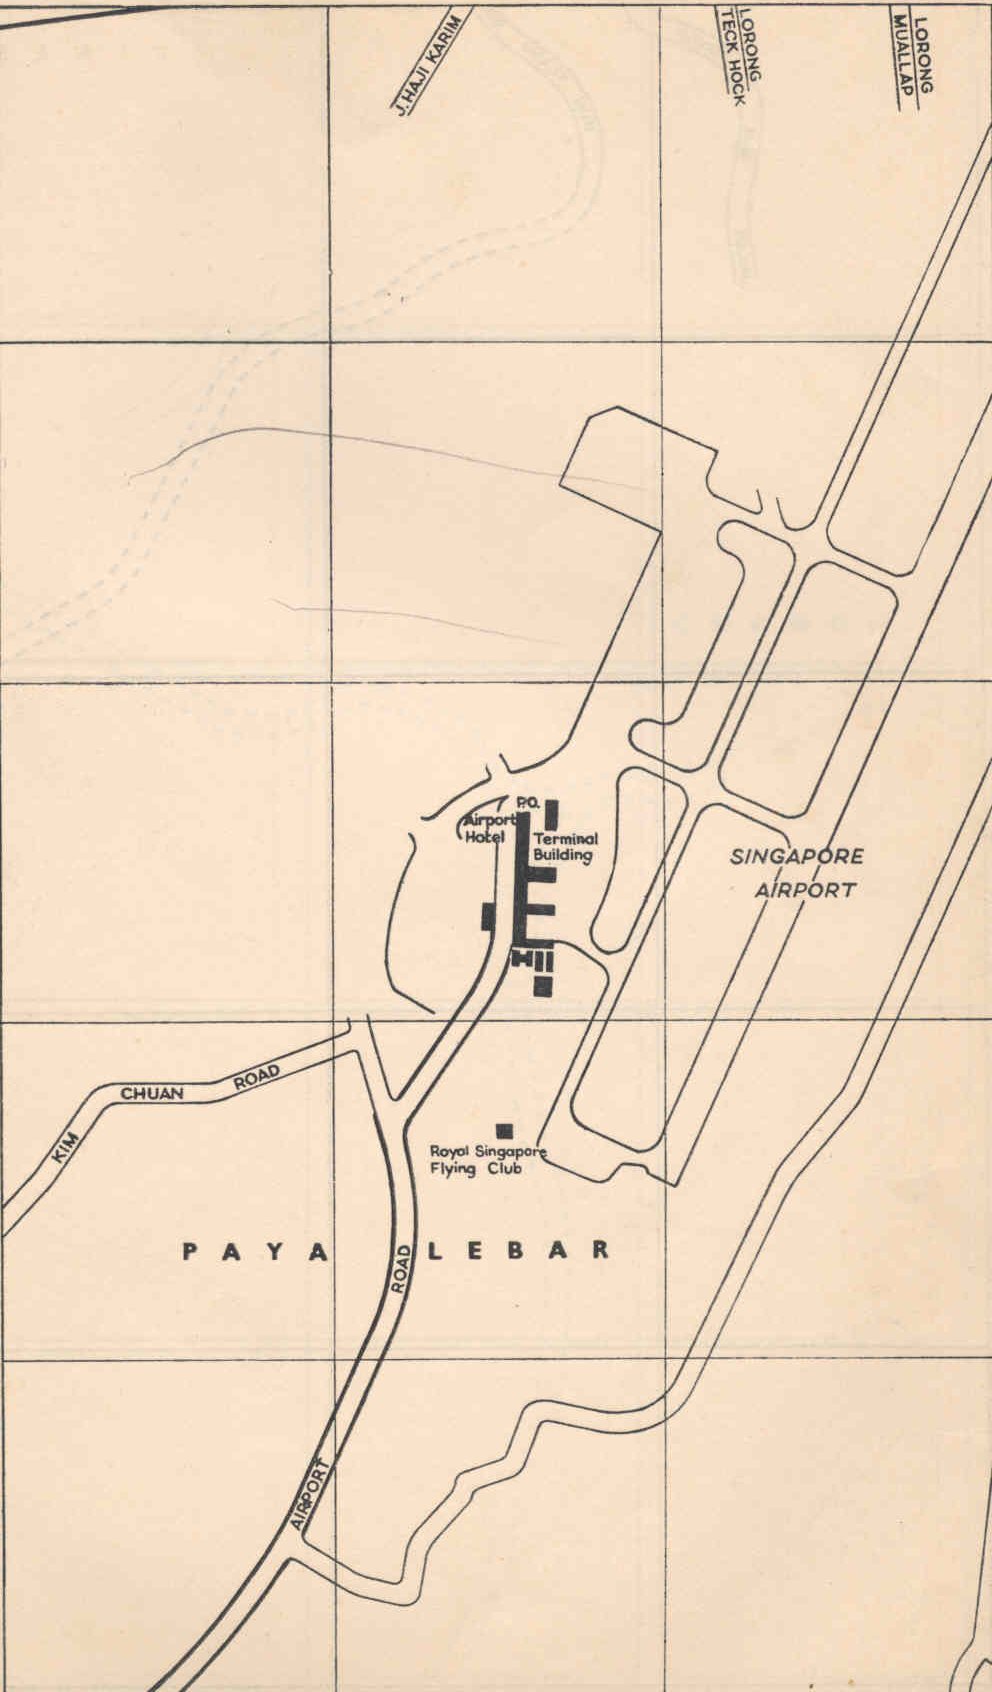 J. HAJI KARIM
LORONG
TECK HOCK
LORONG
MUALLAP
P.O.
Airport
Hotel
Terminal
Building
SINGAPORE
AIRPORT
KIM CHUAN ROAD
Royal Singapore
Flying Club
PAYA LEBAR
AIRPORT ROAD